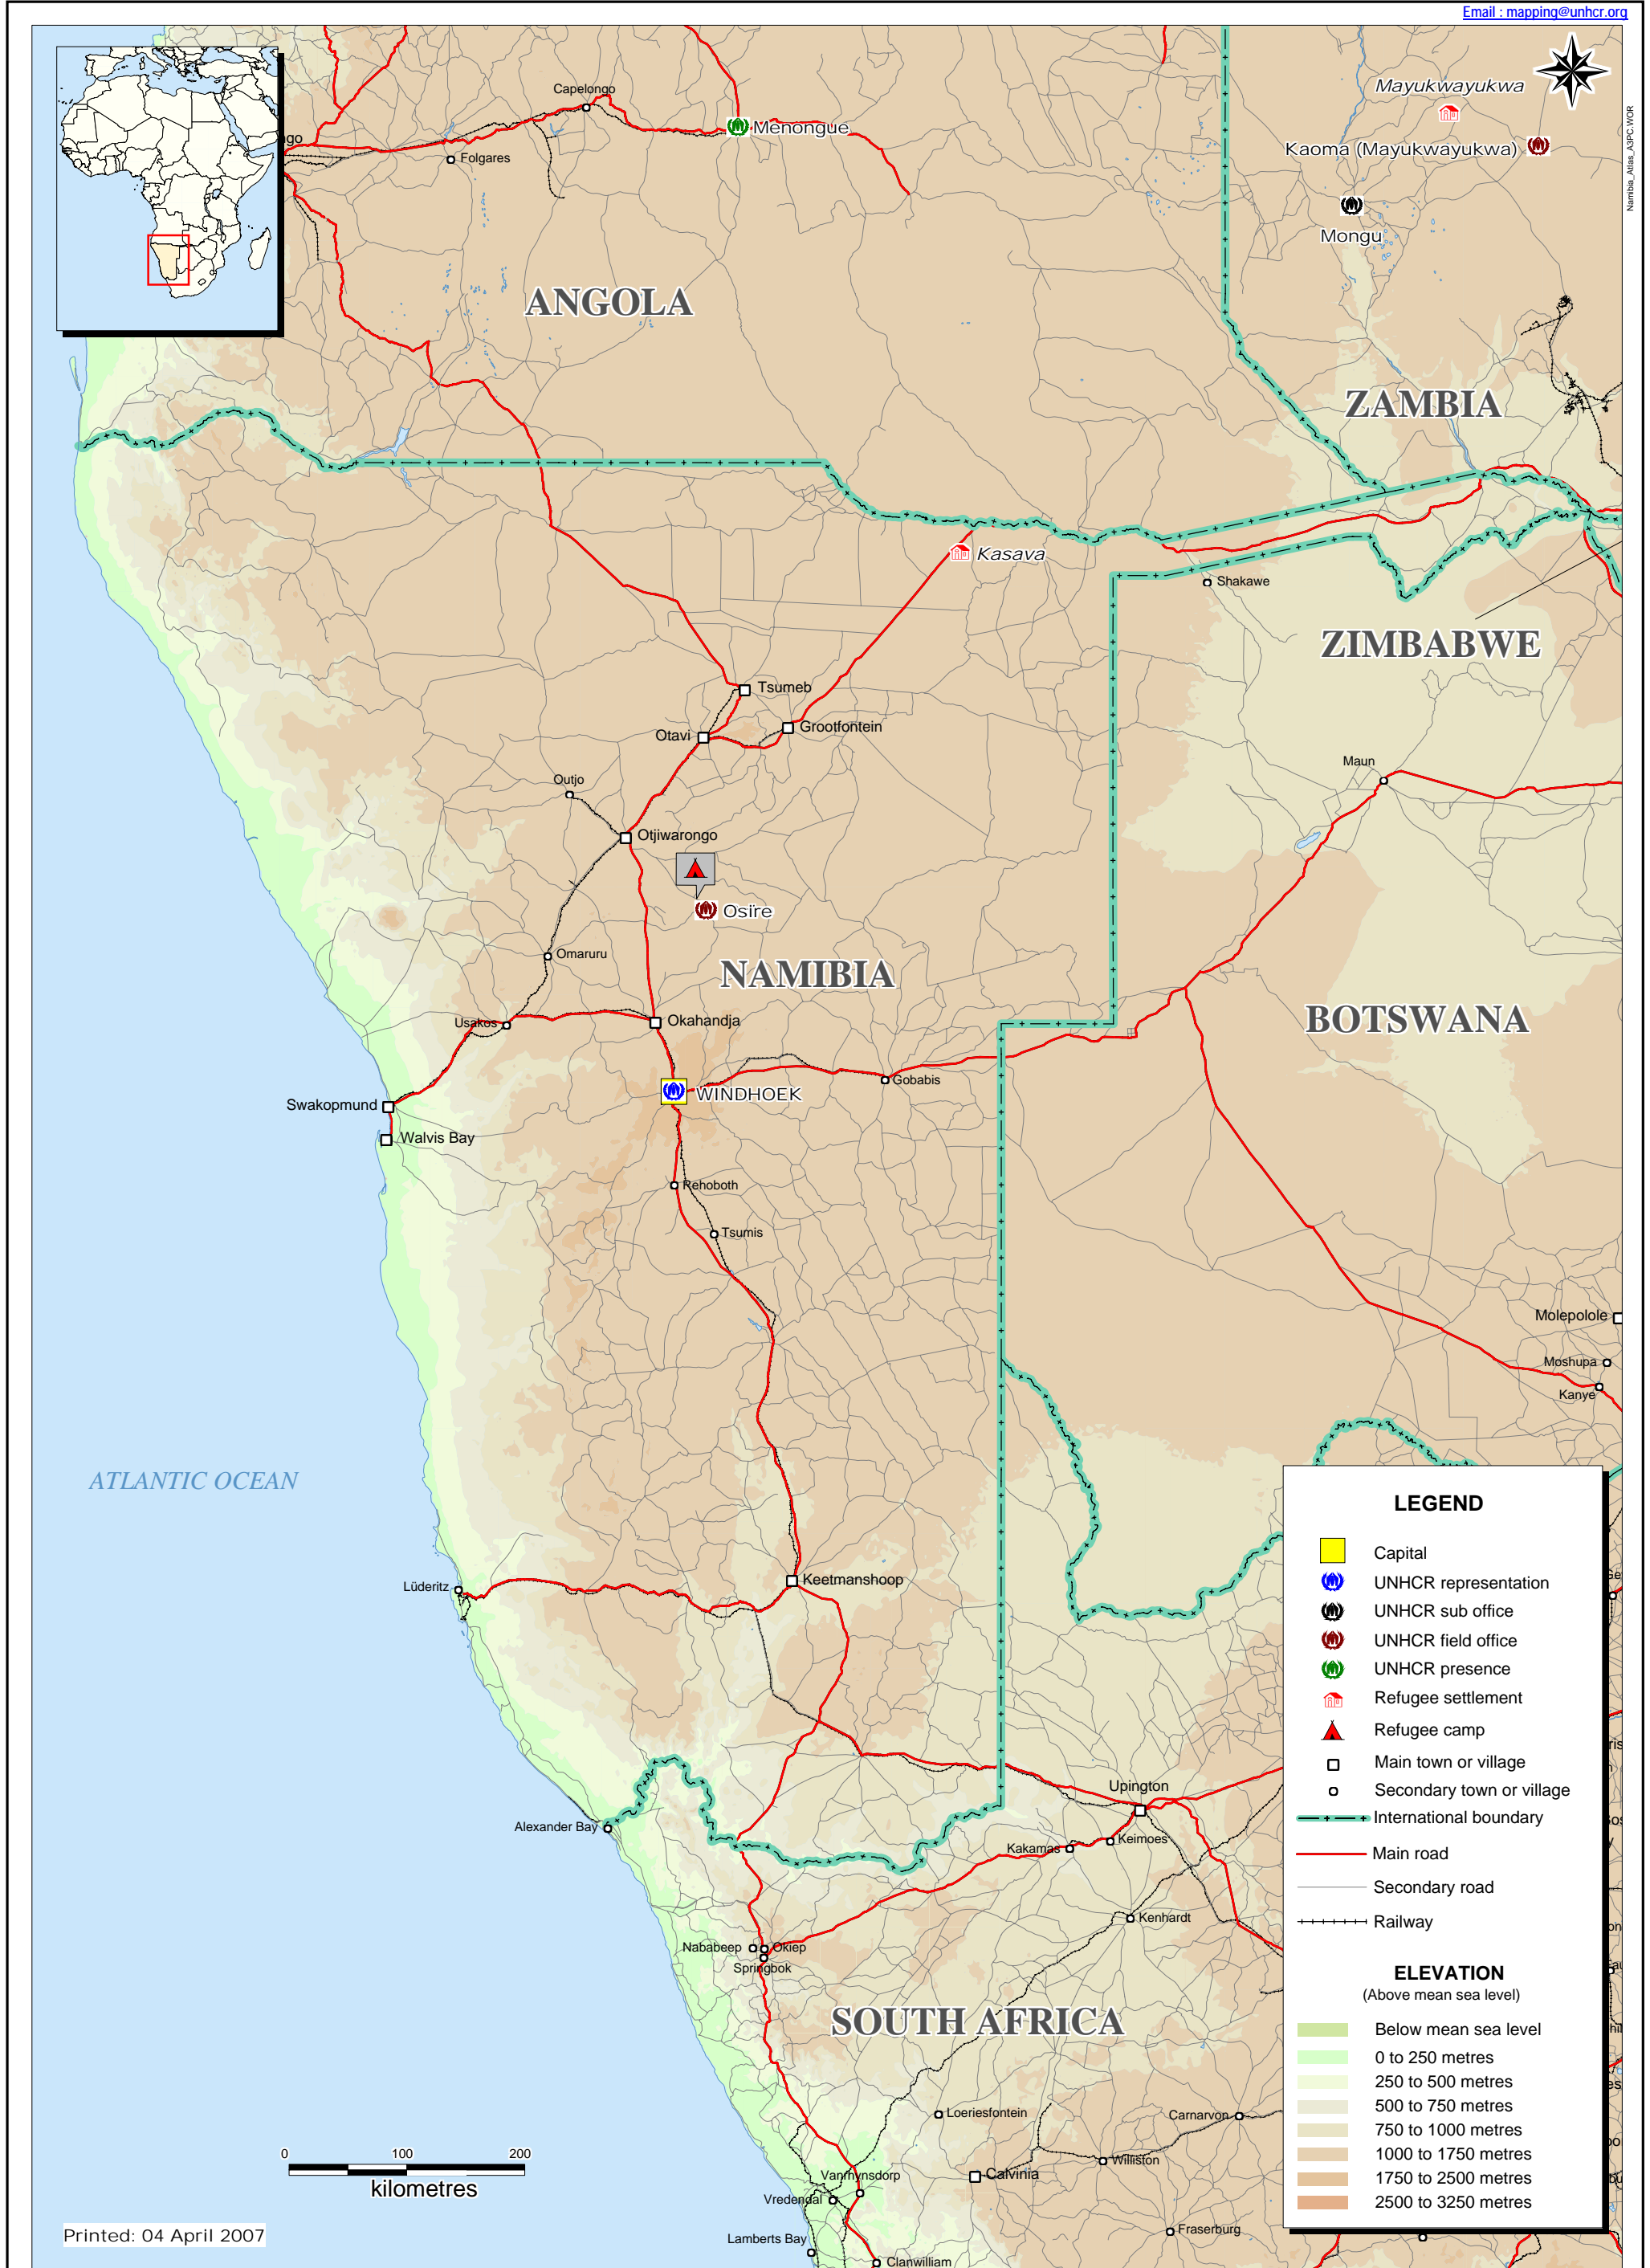 Email : mapping@unhcr.org
Namibia_Atlas_A3PC.WOR
Mayukwayukwa
Capelongo
Menongue
ngo
Folgares
Kaoma (Mayukwayukwa)
Mongu
ANGOLA
ZAMBIA
Kasava
Shakawe
ZIMBABWE
Tsumeb
Grootfontein
Otavi
Maun
Outjo
Otjiwarongo
Osire
Omaruru
NAMIBIA
BOTSWANA
Usakos
Okahandja
Gobabis
WINDHOEK
Swakopmund
Walvis Bay
Rehoboth
Tsumis
Molepolole
Moshupa
Kanye
ATLANTIC OCEAN
Lüderitz
Keetmanshoop
Upington
Alexander Bay
Keimoes
Kakamas
Kenhardt
Nababeep
Okiep
Springbok
SOUTH AFRICA
Loeriesfontein
Carnarvon
Williston
Calvinia
Vanrhynsdorp
Vredendal
Fraserburg
Lamberts Bay
Clanwilliam
LEGEND
Capital
UNHCR representation
UNHCR sub office
UNHCR field office
UNHCR presence
Refugee settlement
Refugee camp
Main town or village
Secondary town or village
International boundary
Main road
Secondary road
Railway
ELEVATION
(Above mean sea level)
Below mean sea level
0 to 250 metres
250 to 500 metres
500 to 750 metres
750 to 1000 metres
1000 to 1750 metres
1750 to 2500 metres
2500 to 3250 metres
0 100 200
kilometres
Printed: 04 April 2007